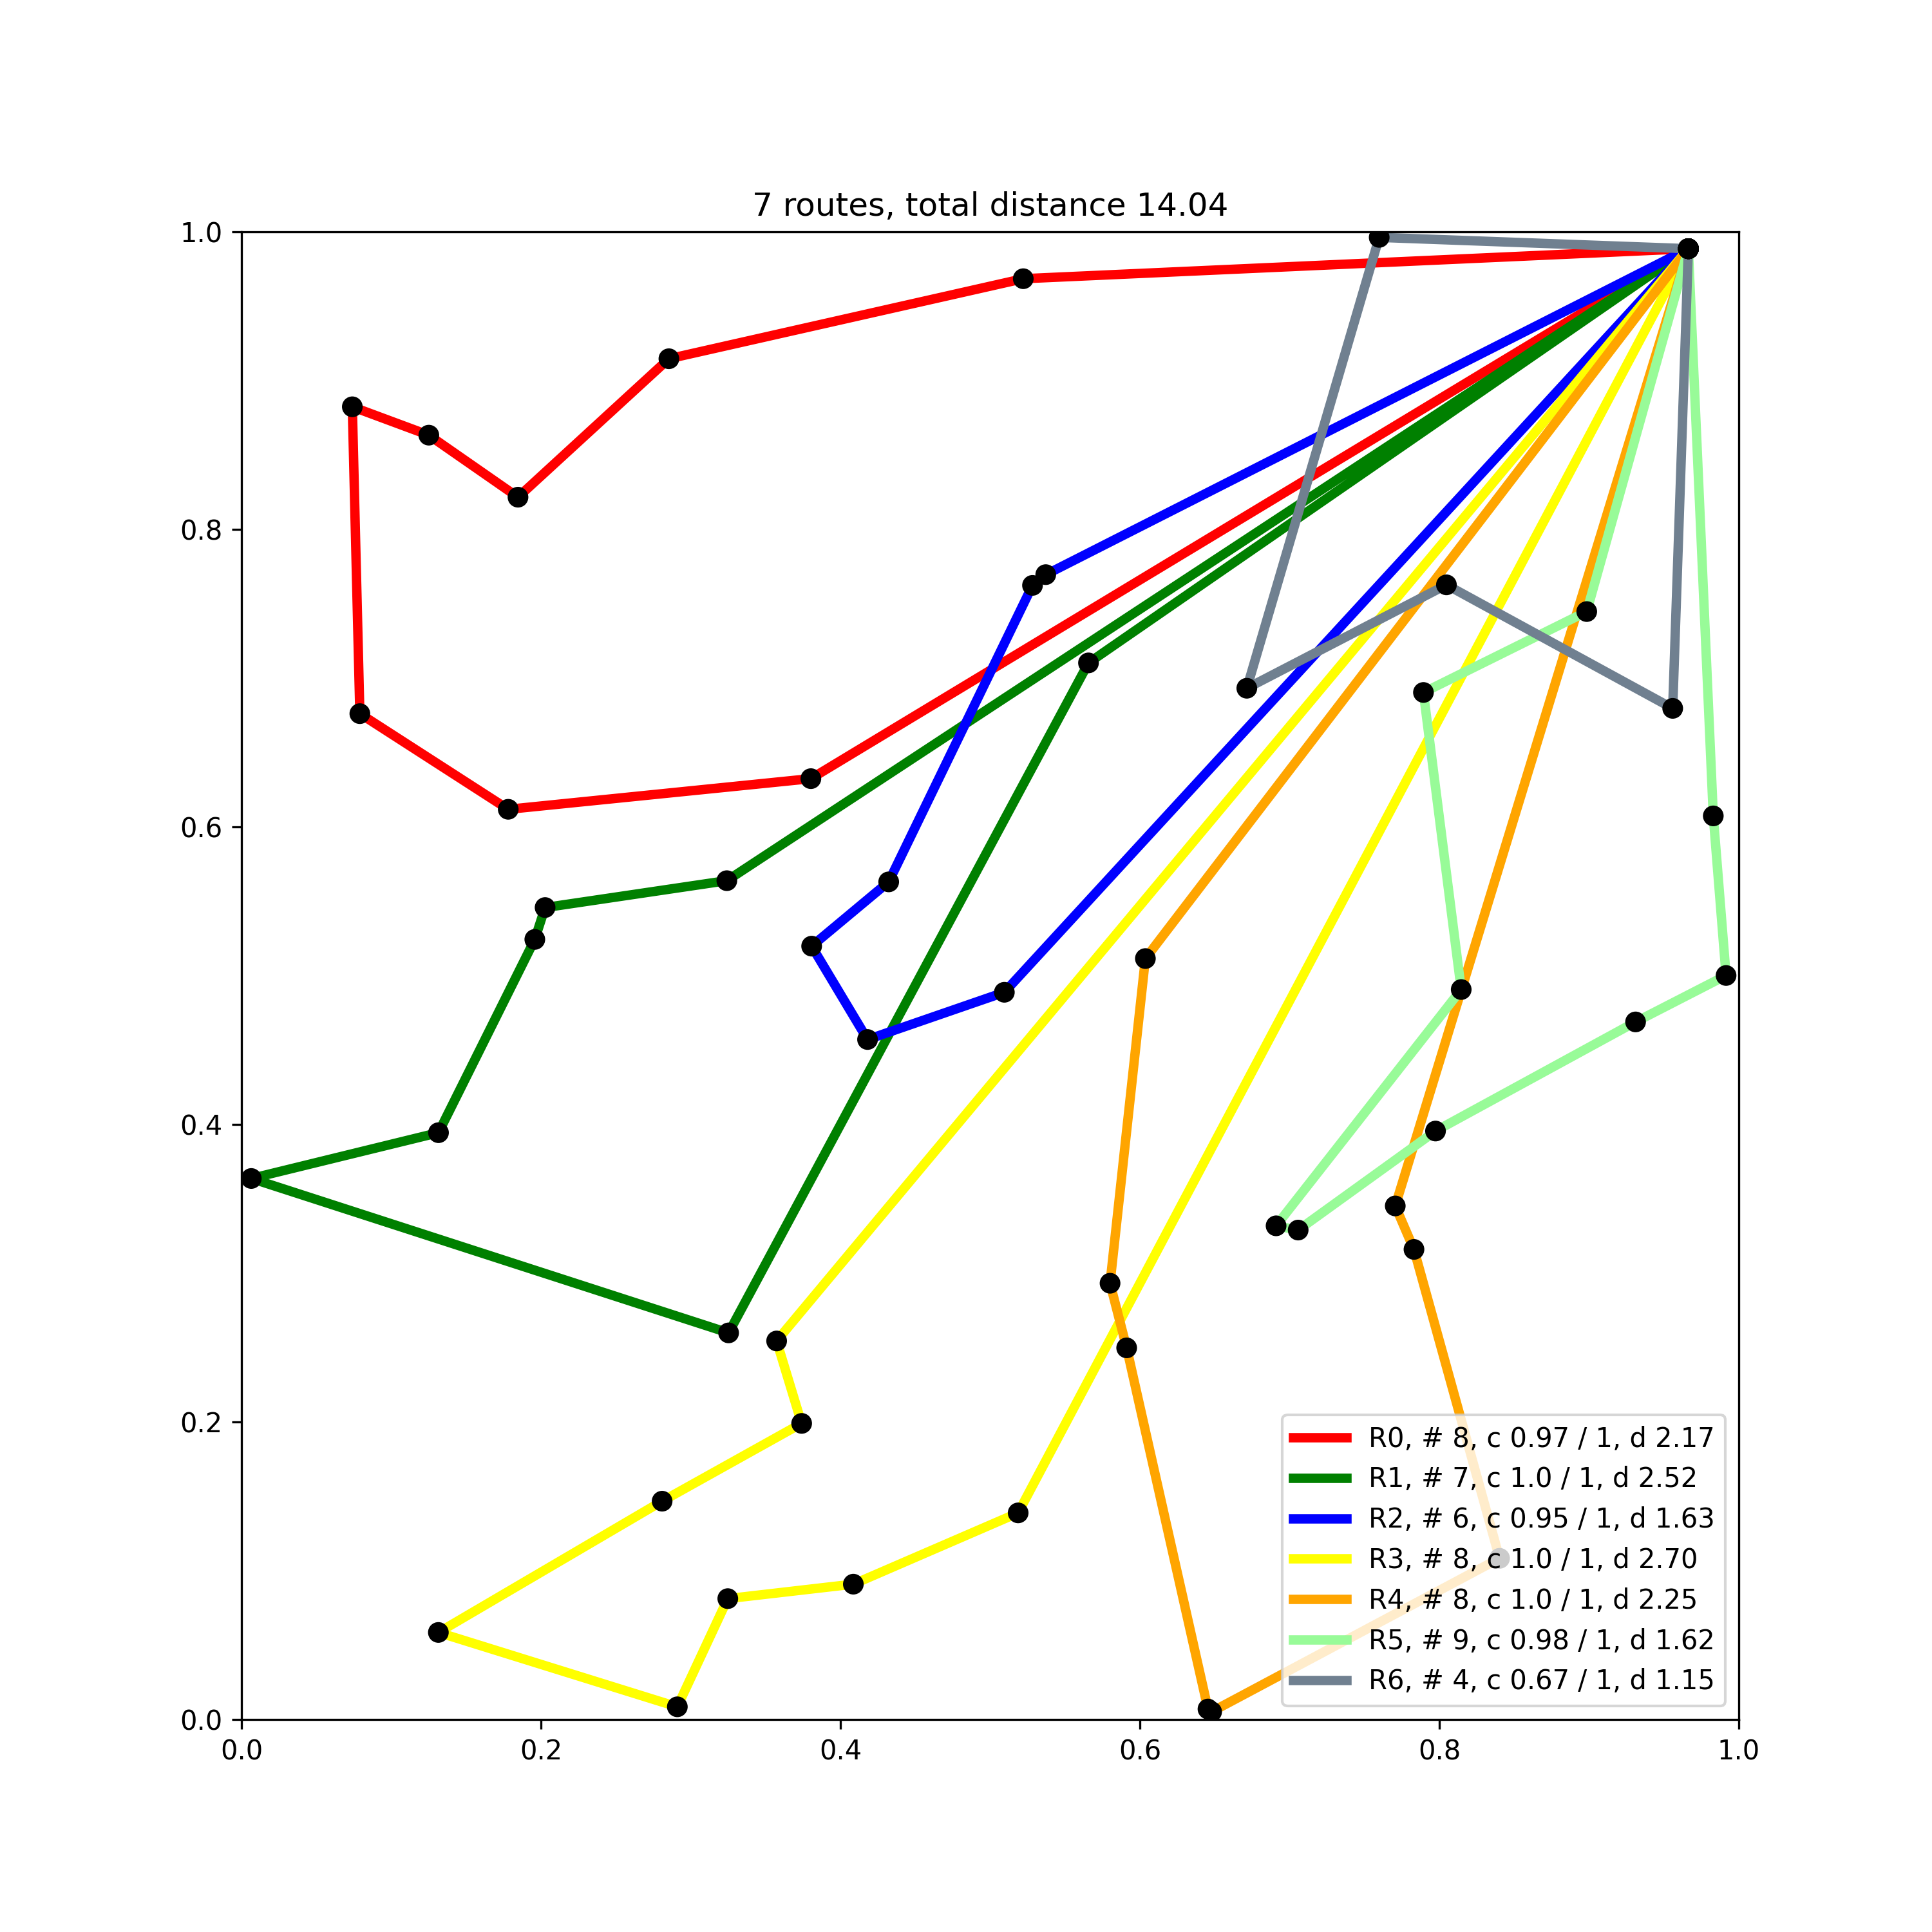 7 routes, total distance 14.04
1.0
0.8
0.6
0.4
0.2
0.0
0.0 0.2 0.4 0.6 0.8 1.0
R0, # 8, c 0.97 / 1, d 2.17
R1, # 7, c 1.0 / 1, d 2.52
R2, # 6, c 0.95 / 1, d 1.63
R3, # 8, c 1.0 / 1, d 2.70
R4, # 8, c 1.0 / 1, d 2.25
R5, # 9, c 0.98 / 1, d 1.62
R6, # 4, c 0.67 / 1, d 1.15